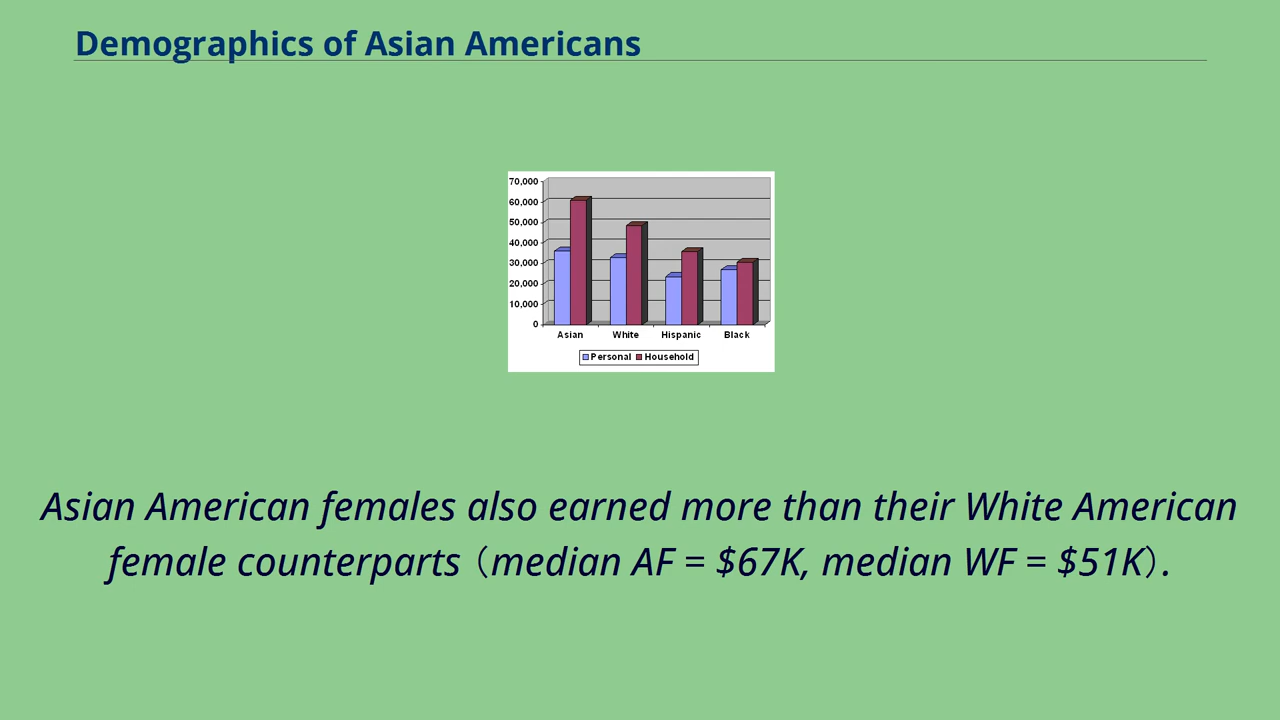 Demographics of Asian Americans
70,000
60,000
50,000
40,000
30,000
20,000
10,000
0
Asian White Hispanic Black
Personal Household
Asian American females also earned more than their White American
female counterparts (median AF = $67K, median WF = $51K).